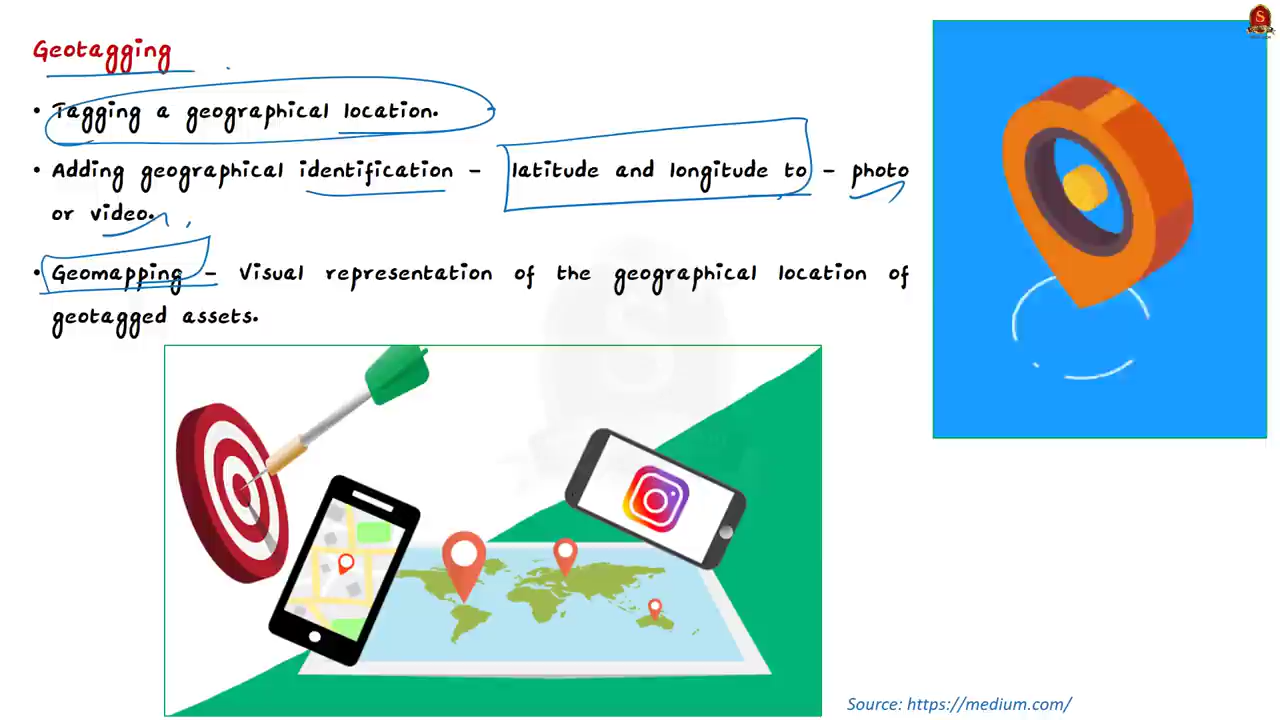 Geotagging
• Tagging a geographical location.
• Adding geographical identification – latitude and longitude to – photo
or video.
• Geomapping – Visual representation of the geographical location of
geotagged assets.
Source: https://medium.com/